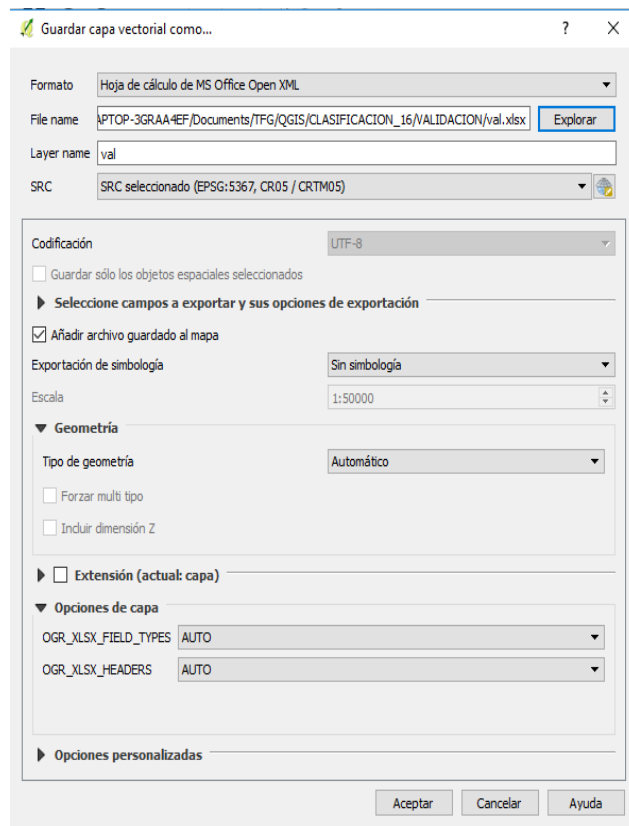 Guardar capa vectorial como...
?
X
Formato Hoja de cálculo de MS Office Open XML
File name APTOP-3GRAA4EF/Documents/TFG/QGIS/CLASIFICACION_16/VALIDACION/val.xlsx Explorar
Layer name val
SRC SRC seleccionado (EPSG:5367, CR05 / CRTM05)
Codificación UTF-8
Guardar sólo los objetos espaciales seleccionados
Seleccione campos a exportar y sus opciones de exportación
Añadir archivo guardado al mapa
Exportación de simbología Sin simbología
Escala 1:50000
Geometría
Tipo de geometría Automático
Forzar multi tipo
Incluir dimensión Z
Extensión (actual: capa)
Opciones de capa
OGR_XLSX_FIELD_TYPES AUTO
OGR_XLSX_HEADERS AUTO
Opciones personalizadas
Aceptar Cancelar Ayuda